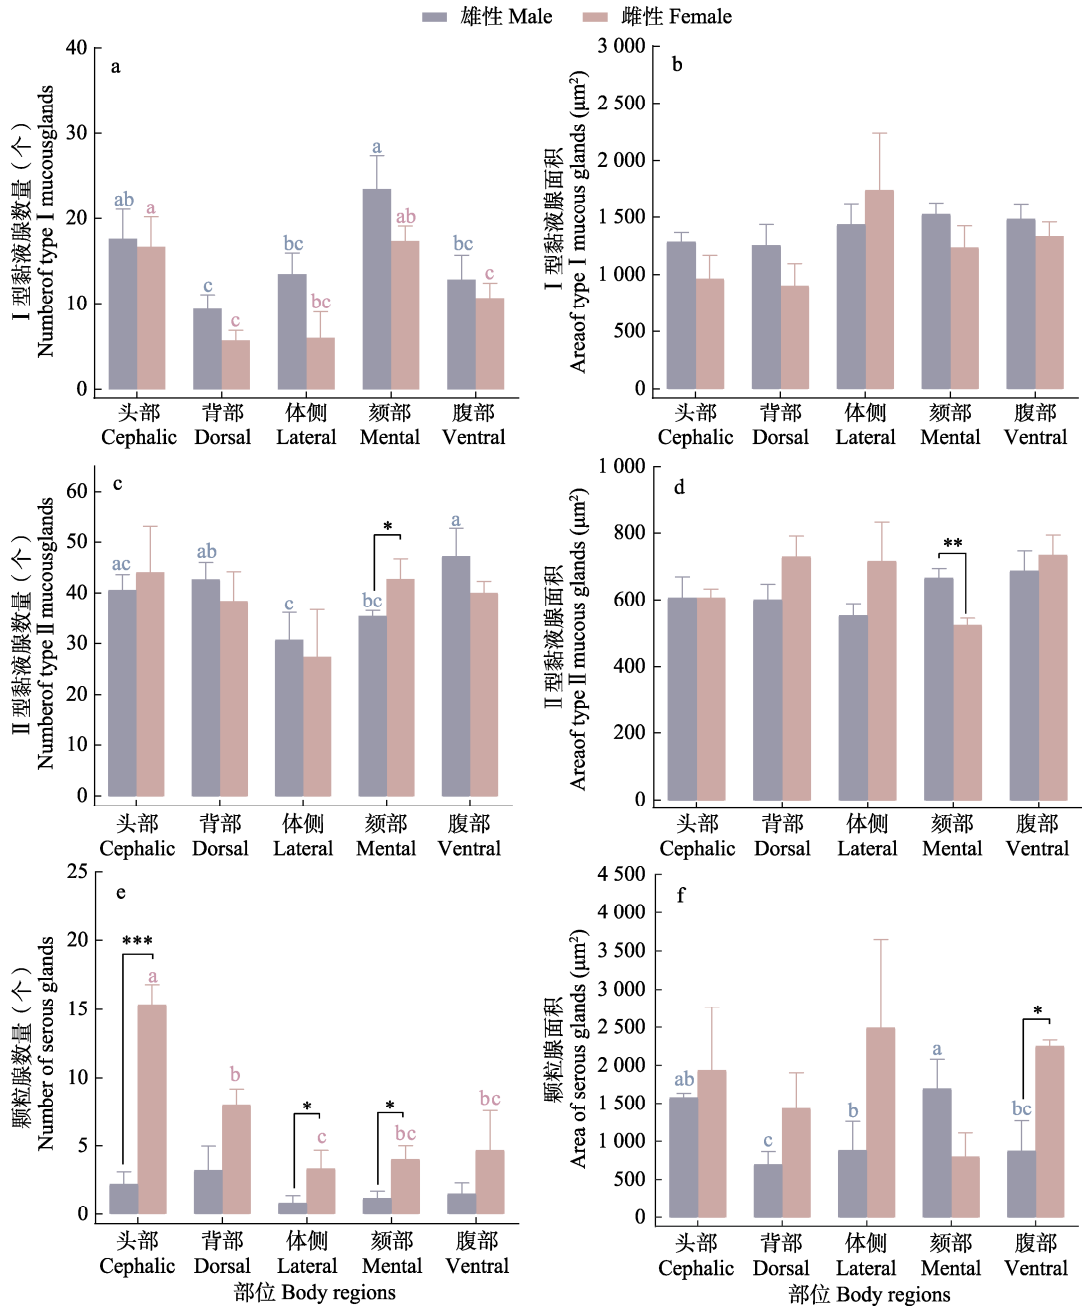 雄性 Male 雌性 Female
a
Ⅰ型黏液腺数量（个）
Numberof type Ⅰ mucousglands
40
30
20
10
0
ab
a
c
c
bc
bc
a
ab
bc
c
头部 背部 体侧 颏部 腹部
Cephalic Dorsal Lateral Mental Ventral
b
Ⅰ型黏液腺面积
Areaof type Ⅰ mucous glands (μm²)
3 000
2 500
2 000
1 500
1 000
500
0
头部 背部 体侧 颏部 腹部
Cephalic Dorsal Lateral Mental Ventral
c
Ⅱ型黏液腺数量（个）
Numberof type Ⅱ mucousglands
60
50
40
30
20
10
0
ac
ab
c
bc
*
a
头部 背部 体侧 颏部 腹部
Cephalic Dorsal Lateral Mental Ventral
d
Ⅱ型黏液腺面积
Areaof type Ⅱ mucous glands (μm²)
1 000
800
600
400
200
0
**
头部 背部 体侧 颏部 腹部
Cephalic Dorsal Lateral Mental Ventral
e
颗粒腺数量（个）
Number of serous glands
25
20
15
10
5
0
***
a
b
*
c
*
bc
bc
头部 背部 体侧 颏部 腹部
Cephalic Dorsal Lateral Mental Ventral
部位 Body regions
f
颗粒腺面积
Area of serous glands (μm²)
4 500
4 000
3 500
3 000
2 500
2 000
1 500
1 000
500
0
ab
c
b
a
*
bc
头部 背部 体侧 颏部 腹部
Cephalic Dorsal Lateral Mental Ventral
部位 Body regions